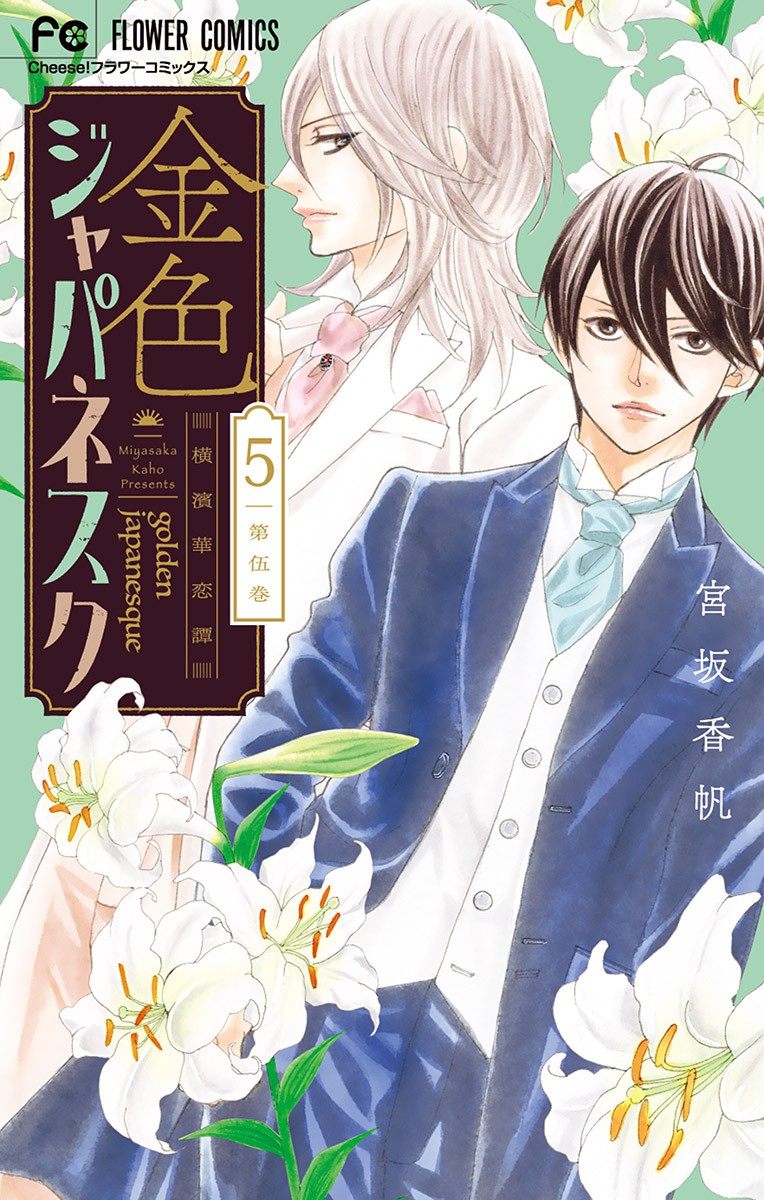 FC
FLOWER COMICS
Cheese!フラワーコミックス
金色
ジャパネスク
横濱華恋譚
Miyasaka
Kaho
Presents
golden
japanesque
5
第伍巻
宮坂香帆